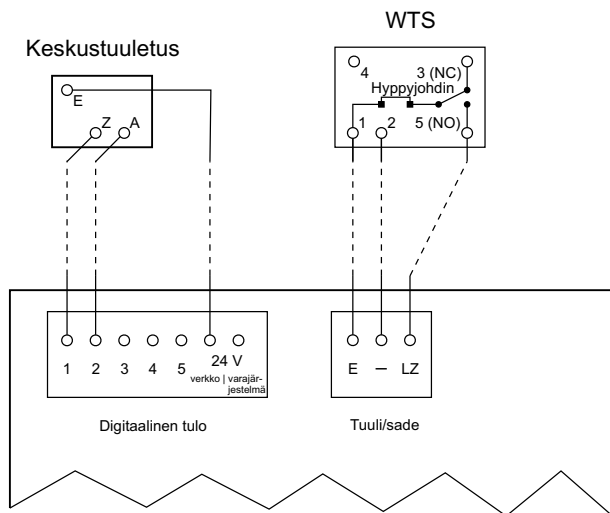 WTS
Keskustuuletus
E
Z A
4 3 (NC)
Hyppyjohdin
1 2 5 (NO)
1 2 3 4 5 24 V
verkko | varajär-
jestelmä
E – LZ
Digitaalinen tulo
Tuuli/sade